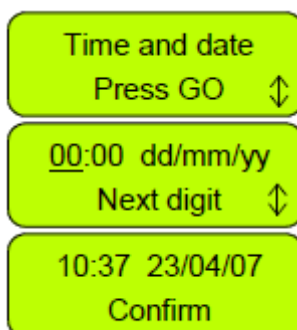 Time and date
Press GO ↕
00:00 dd/mm/yy
Next digit ↕
10:37 23/04/07
Confirm